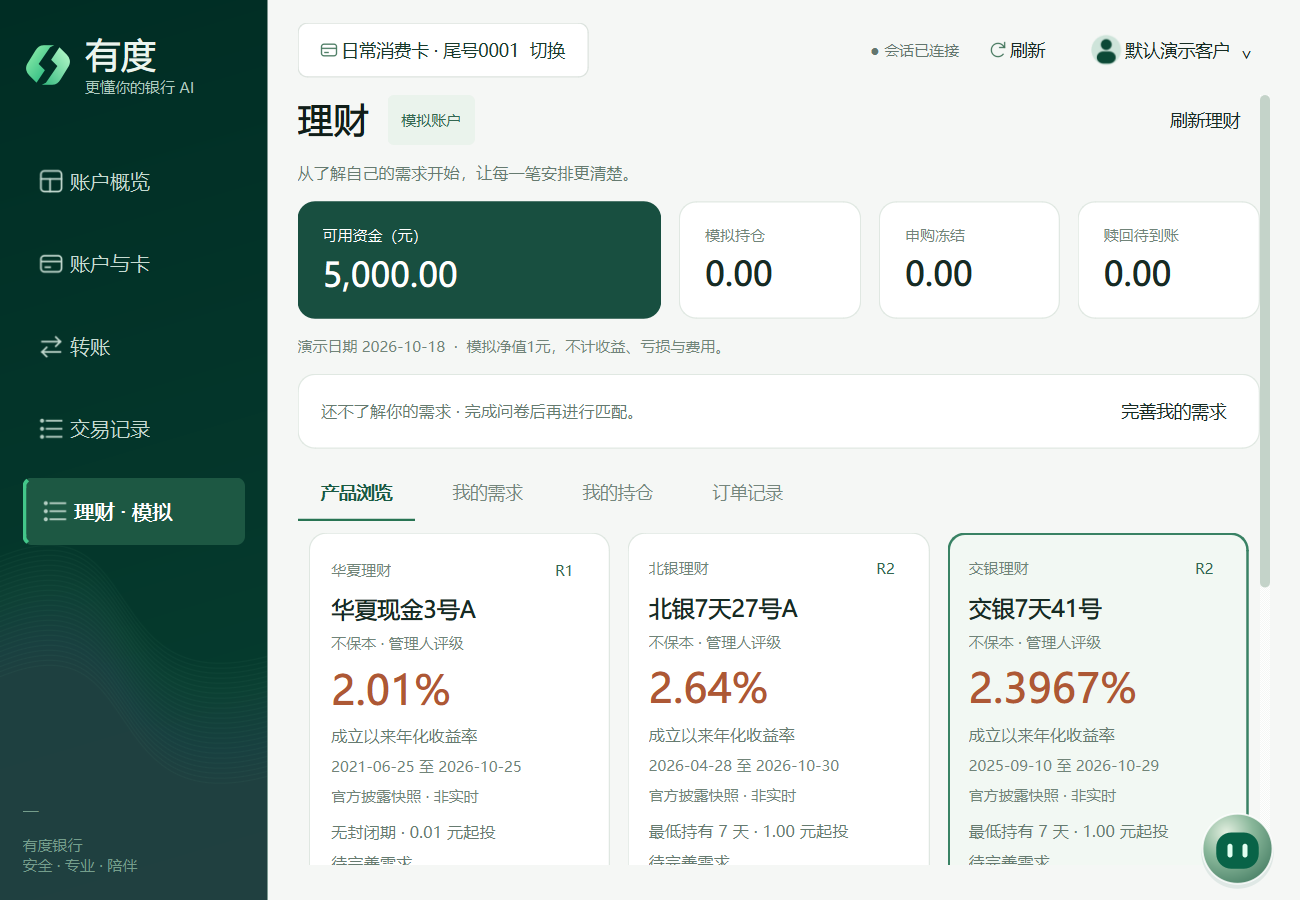 有度
更懂你的银行 AI
账户概览
账户与卡
转账
交易记录
理财 · 模拟
—
有度银行
安全 · 专业 · 陪伴
日常消费卡 · 尾号0001 切换
● 会话已连接
刷新
默认演示客户
理财
模拟账户
刷新理财
从了解自己的需求开始，让每一笔安排更清楚。
可用资金（元）
5,000.00
模拟持仓
0.00
申购冻结
0.00
赎回待到账
0.00
演示日期 2026-10-18 · 模拟净值1元，不计收益、亏损与费用。
还不了解你的需求 · 完成问卷后再进行匹配。
完善我的需求
产品浏览 我的需求 我的持仓 订单记录
华夏理财 R1
华夏现金3号A
不保本 · 管理人评级
2.01%
成立以来年化收益率
2021-06-25 至 2026-10-25
官方披露快照 · 非实时
无封闭期 · 0.01 元起投
待完善需求
北银理财 R2
北银7天27号A
不保本 · 管理人评级
2.64%
成立以来年化收益率
2026-04-28 至 2026-10-30
官方披露快照 · 非实时
最低持有 7 天 · 1.00 元起投
待完善需求
交银理财 R2
交银7天41号
不保本 · 管理人评级
2.3967%
成立以来年化收益率
2025-09-10 至 2026-10-29
官方披露快照 · 非实时
最低持有 7 天 · 1.00 元起投
待完善需求